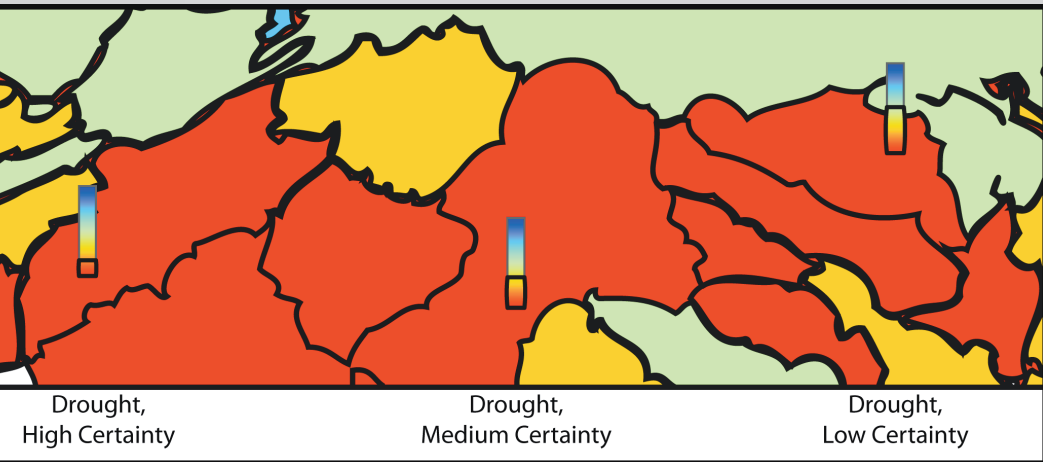 Drought,
High Certainty
Drought,
Medium Certainty
Drought,
Low Certainty